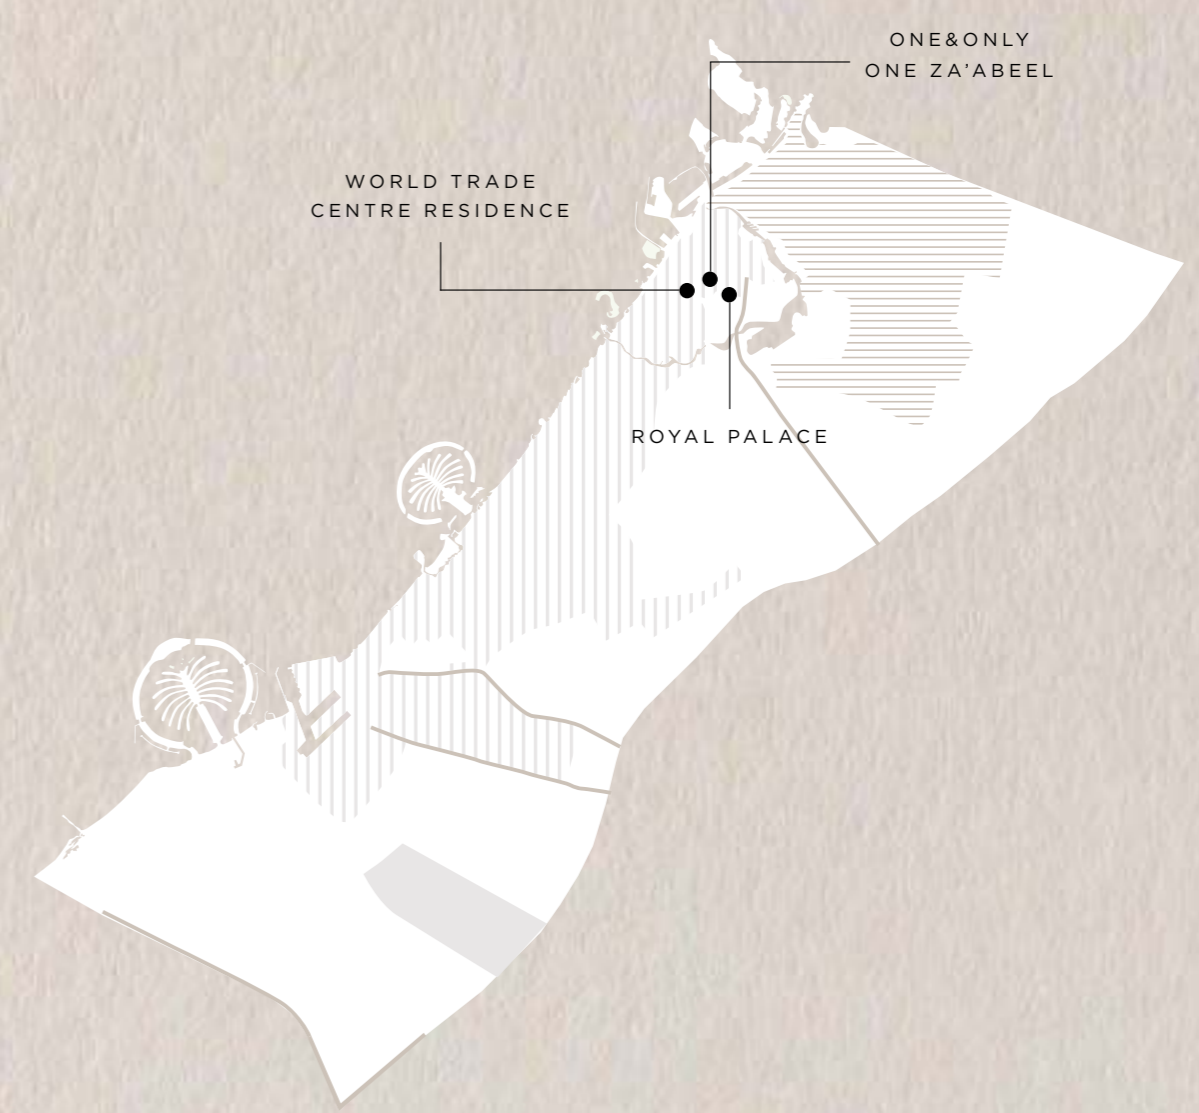 ONE&ONLY
ONE ZA'ABEEL
WORLD TRADE
CENTRE RESIDENCE
ROYAL PALACE